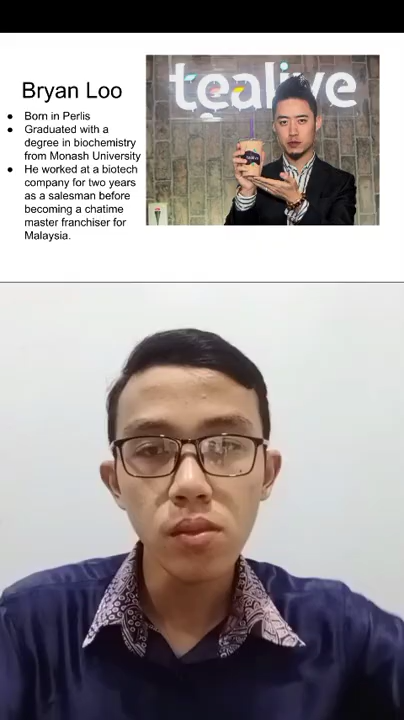 tealive
Bryan Loo
● Born in Perlis
● Graduated with a
degree in biochemistry
from Monash University
● He worked at a biotech
company for two years
as a salesman before
becoming a chatime
master franchiser for
Malaysia.